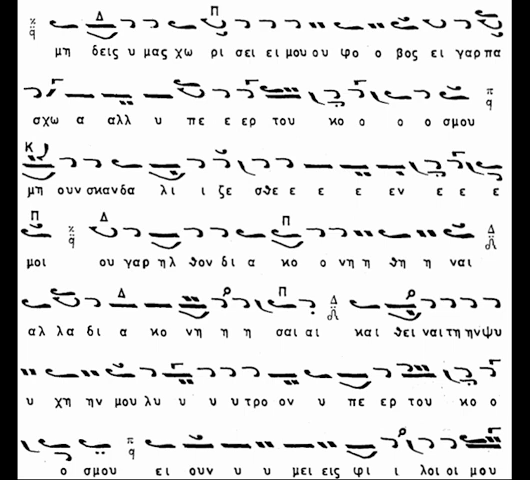 μη δεις υ μας χω ρι σει ει μου ου φο ο βος ει γαρ πα
σχω α αλλ υ πε ε ερ του κο ο ο ο σμου
μη ουν σκανδα λι ι ζε σθε ε ε ε ε εν ε ε ε
μοι ου γαρ ηλ θον δι α κο ο νη η θη η ναι
αλ λα δι α κο νη η η σαι αι και θει ναι τη ην ψυ
υ χη ην μου λυ υ υ υ τρο ον υ πε ερ του κο ο
ο σμου ει ουν υ υ μει εις φι ι λοι οι μου